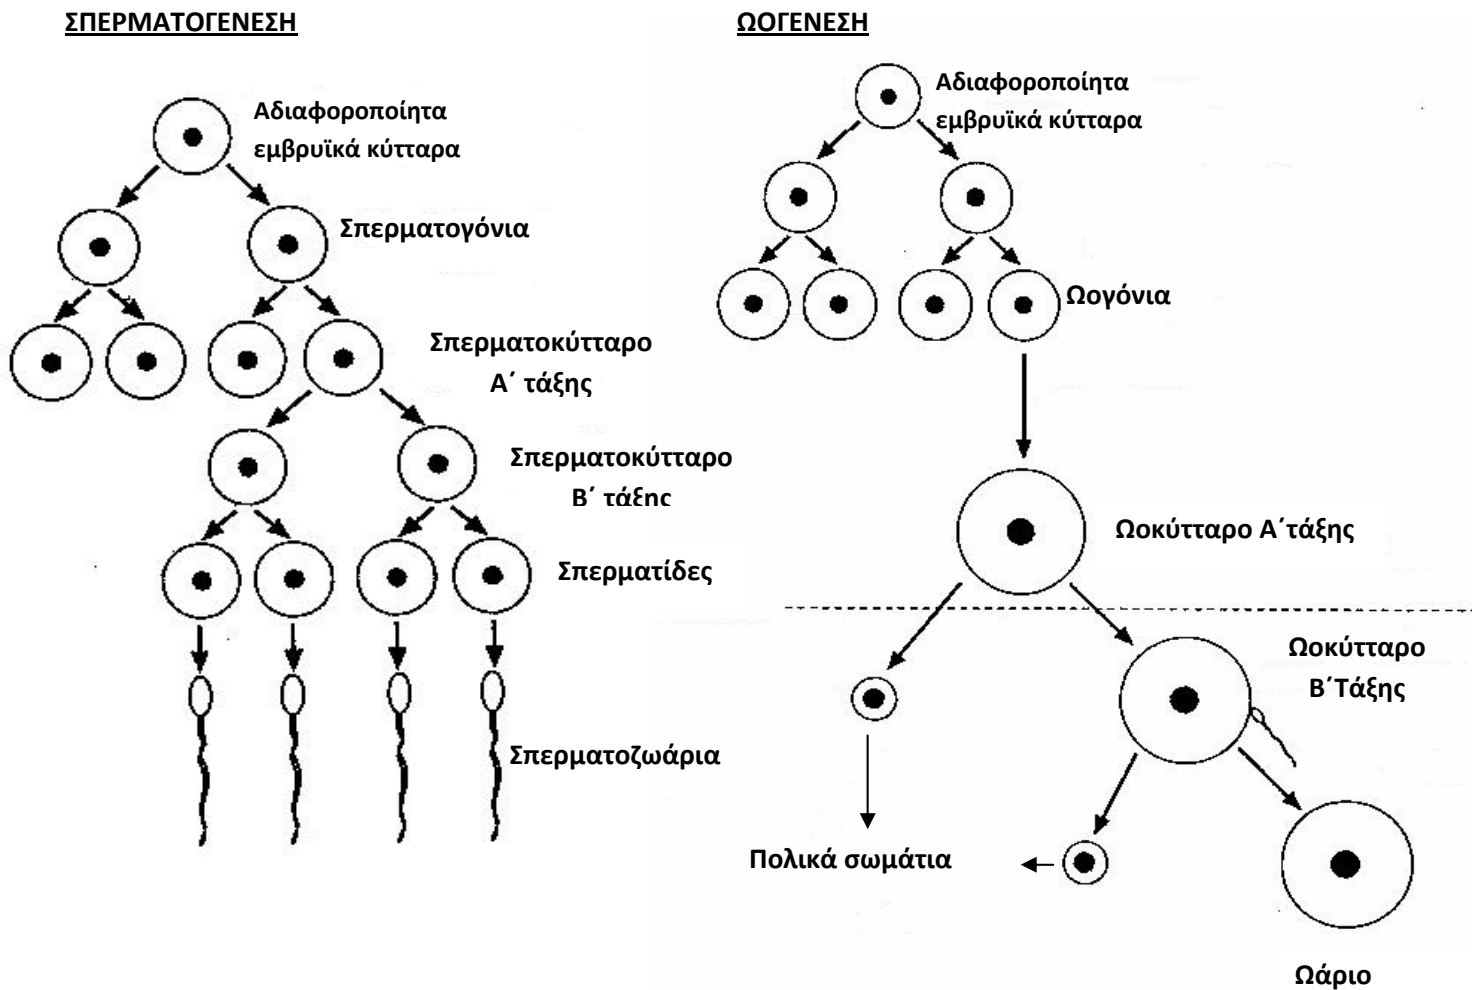 ΣΠΕΡΜΑΤΟΓΕΝΕΣΗ
Αδιαφοροποίητα
εμβρυϊκά κύτταρα
Σπερματογόνια
Σπερματοκύτταρο
Α΄ τάξης
Σπερματοκύτταρο
Β΄ τάξης
Σπερματίδες
Σπερματοζωάρια
ΩΟΓΕΝΕΣΗ
Αδιαφοροποίητα
εμβρυϊκά κύτταρα
Ωογόνια
Ωοκύτταρο Α΄τάξης
Ωοκύτταρο
Β΄Τάξης
Πολικά σωμάτια
Ωάριο